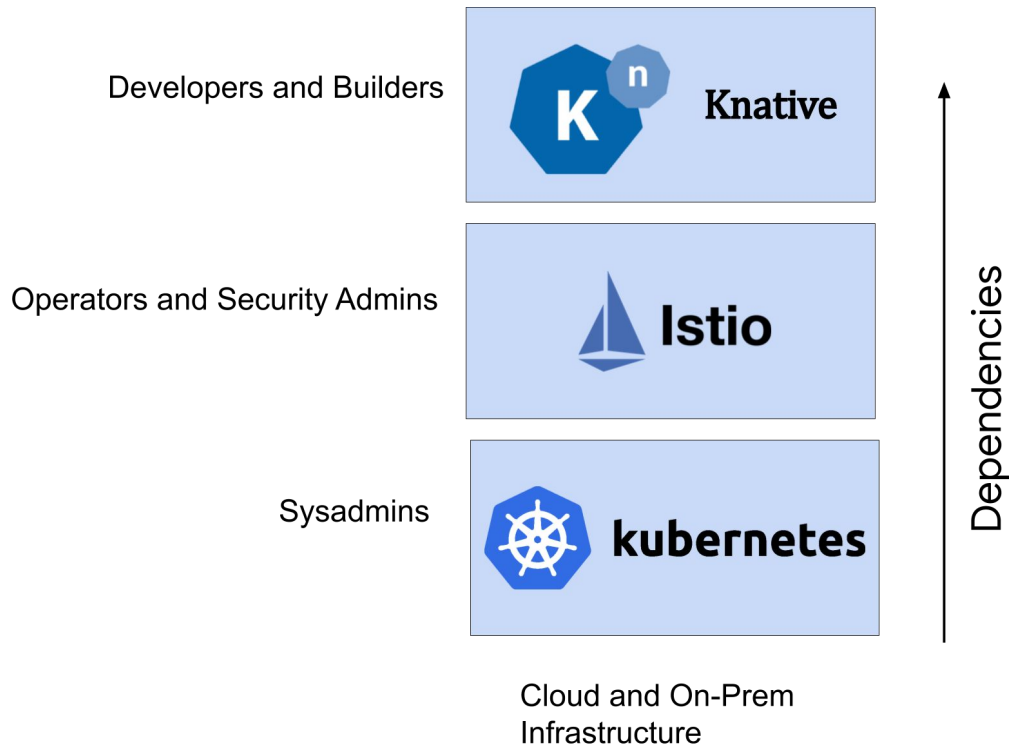 Developers and Builders
K
n
Knative
Operators and Security Admins
Istio
Sysadmins
kubernetes
Dependencies
Cloud and On-Prem
Infrastructure